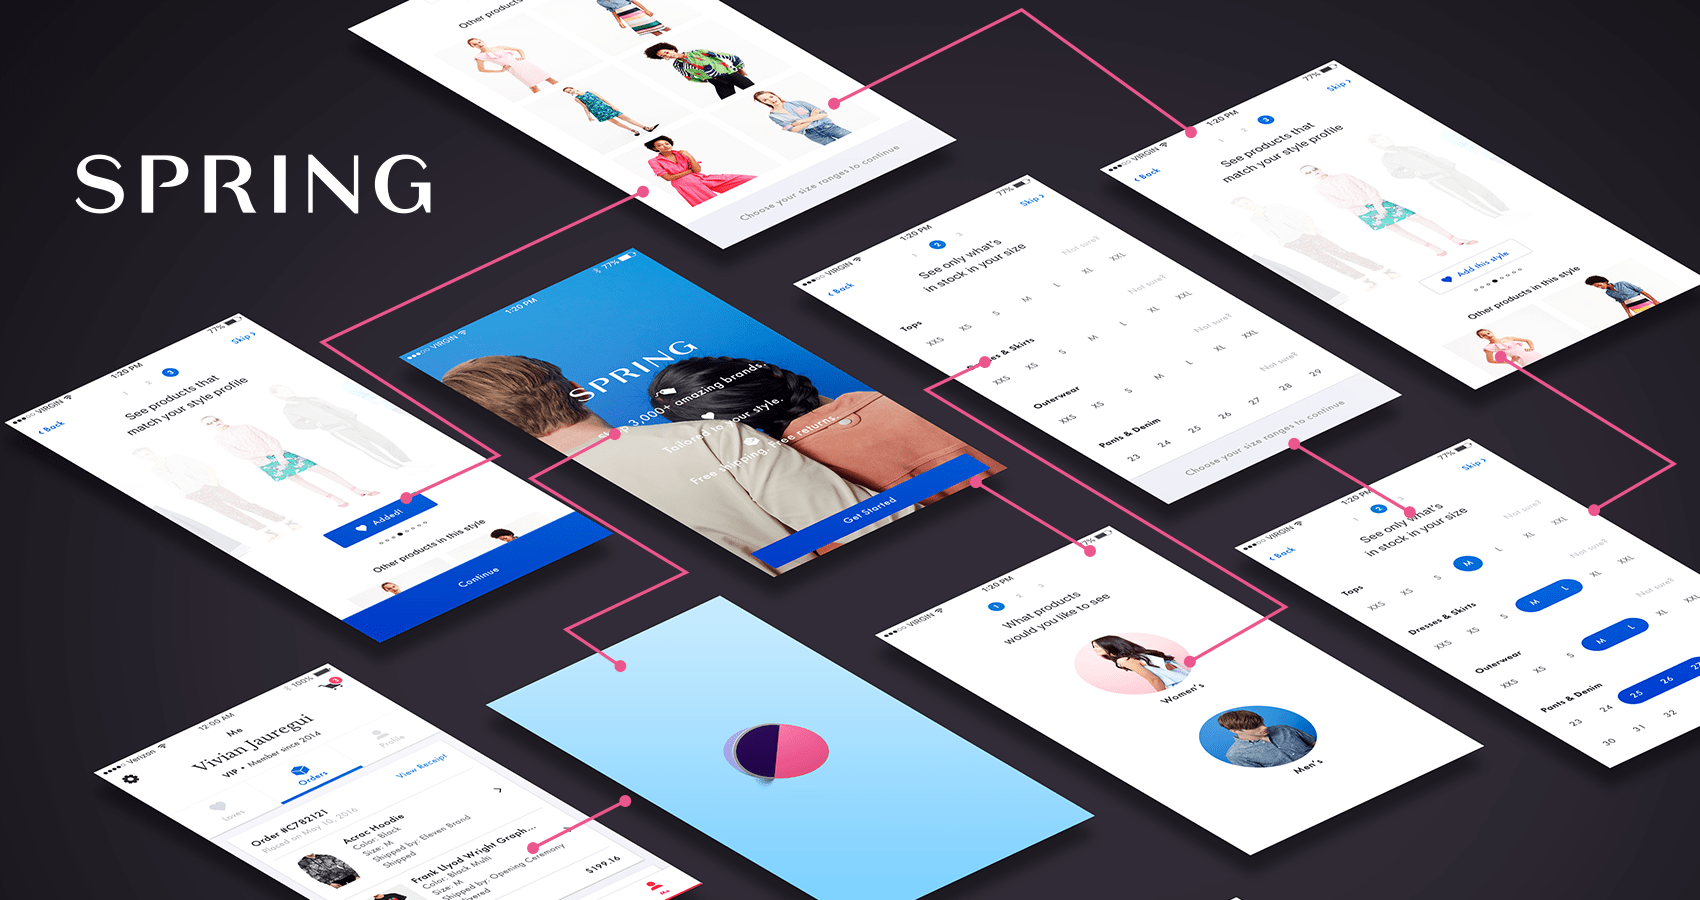 SPRING
Other products
Choose your size ranges to continue
77%
1:20 PM
VIRGIN
Skip
Back
1 2 3
See products that
match your style profile
Add this style
Other products in this style
77%
1:20 PM
VIRGIN
Skip
Back
1 2 3
See only what's
in stock in your size
Not sure?
Tops
XXS XS S M L XL XXL
Not sure?
& Skirts
XXS XS S M L XL XXL
Not sure?
Outerwear
XXS XS S M L XL XXL
Not sure?
Pants & Denim
23 24 25 26 27 28 29
Choose your size ranges to continue
77%
1:20 PM
VIRGIN
SPRING
3,000+ amazing brands.
Tailored to your style.
Free shipping. Free returns.
Get Started
77%
1:20 PM
VIRGIN
Skip
Back
1 2 3
See products that
match your style profile
Added!
Other products in this style
Continue
77%
1:20 PM
VIRGIN
Skip
Back
1 2 3
See only what's
in stock in your size
Not sure?
Tops
XXS XS S M L XL XXL
Not sure?
Dresses & Skirts
XXS XS S M L XL XXL
Not sure?
Outerwear
XXS XS S M L XL XXL
Pants & Denim
23 24 25 26 27
30 31 32
7%
1:20 PM
VIRGIN
1 2 3
What products
would you like to see
Women's
Men's
100%
12:00 AM
Verizon
2
Me
Vivian Jauregui
VIP • Member since 2014
Loves
Orders
Profile
Order #C782121
View Receipt
Placed on May 10, 2016
Acrac Hoodie
Color: Black
Size: M
Shipped by: Eleven Brand
Shipped
Frank Llyod Wright Graph...
Color: Black Multi
Size: M
Shipped by: Opening Ceremony
$199.16
Me